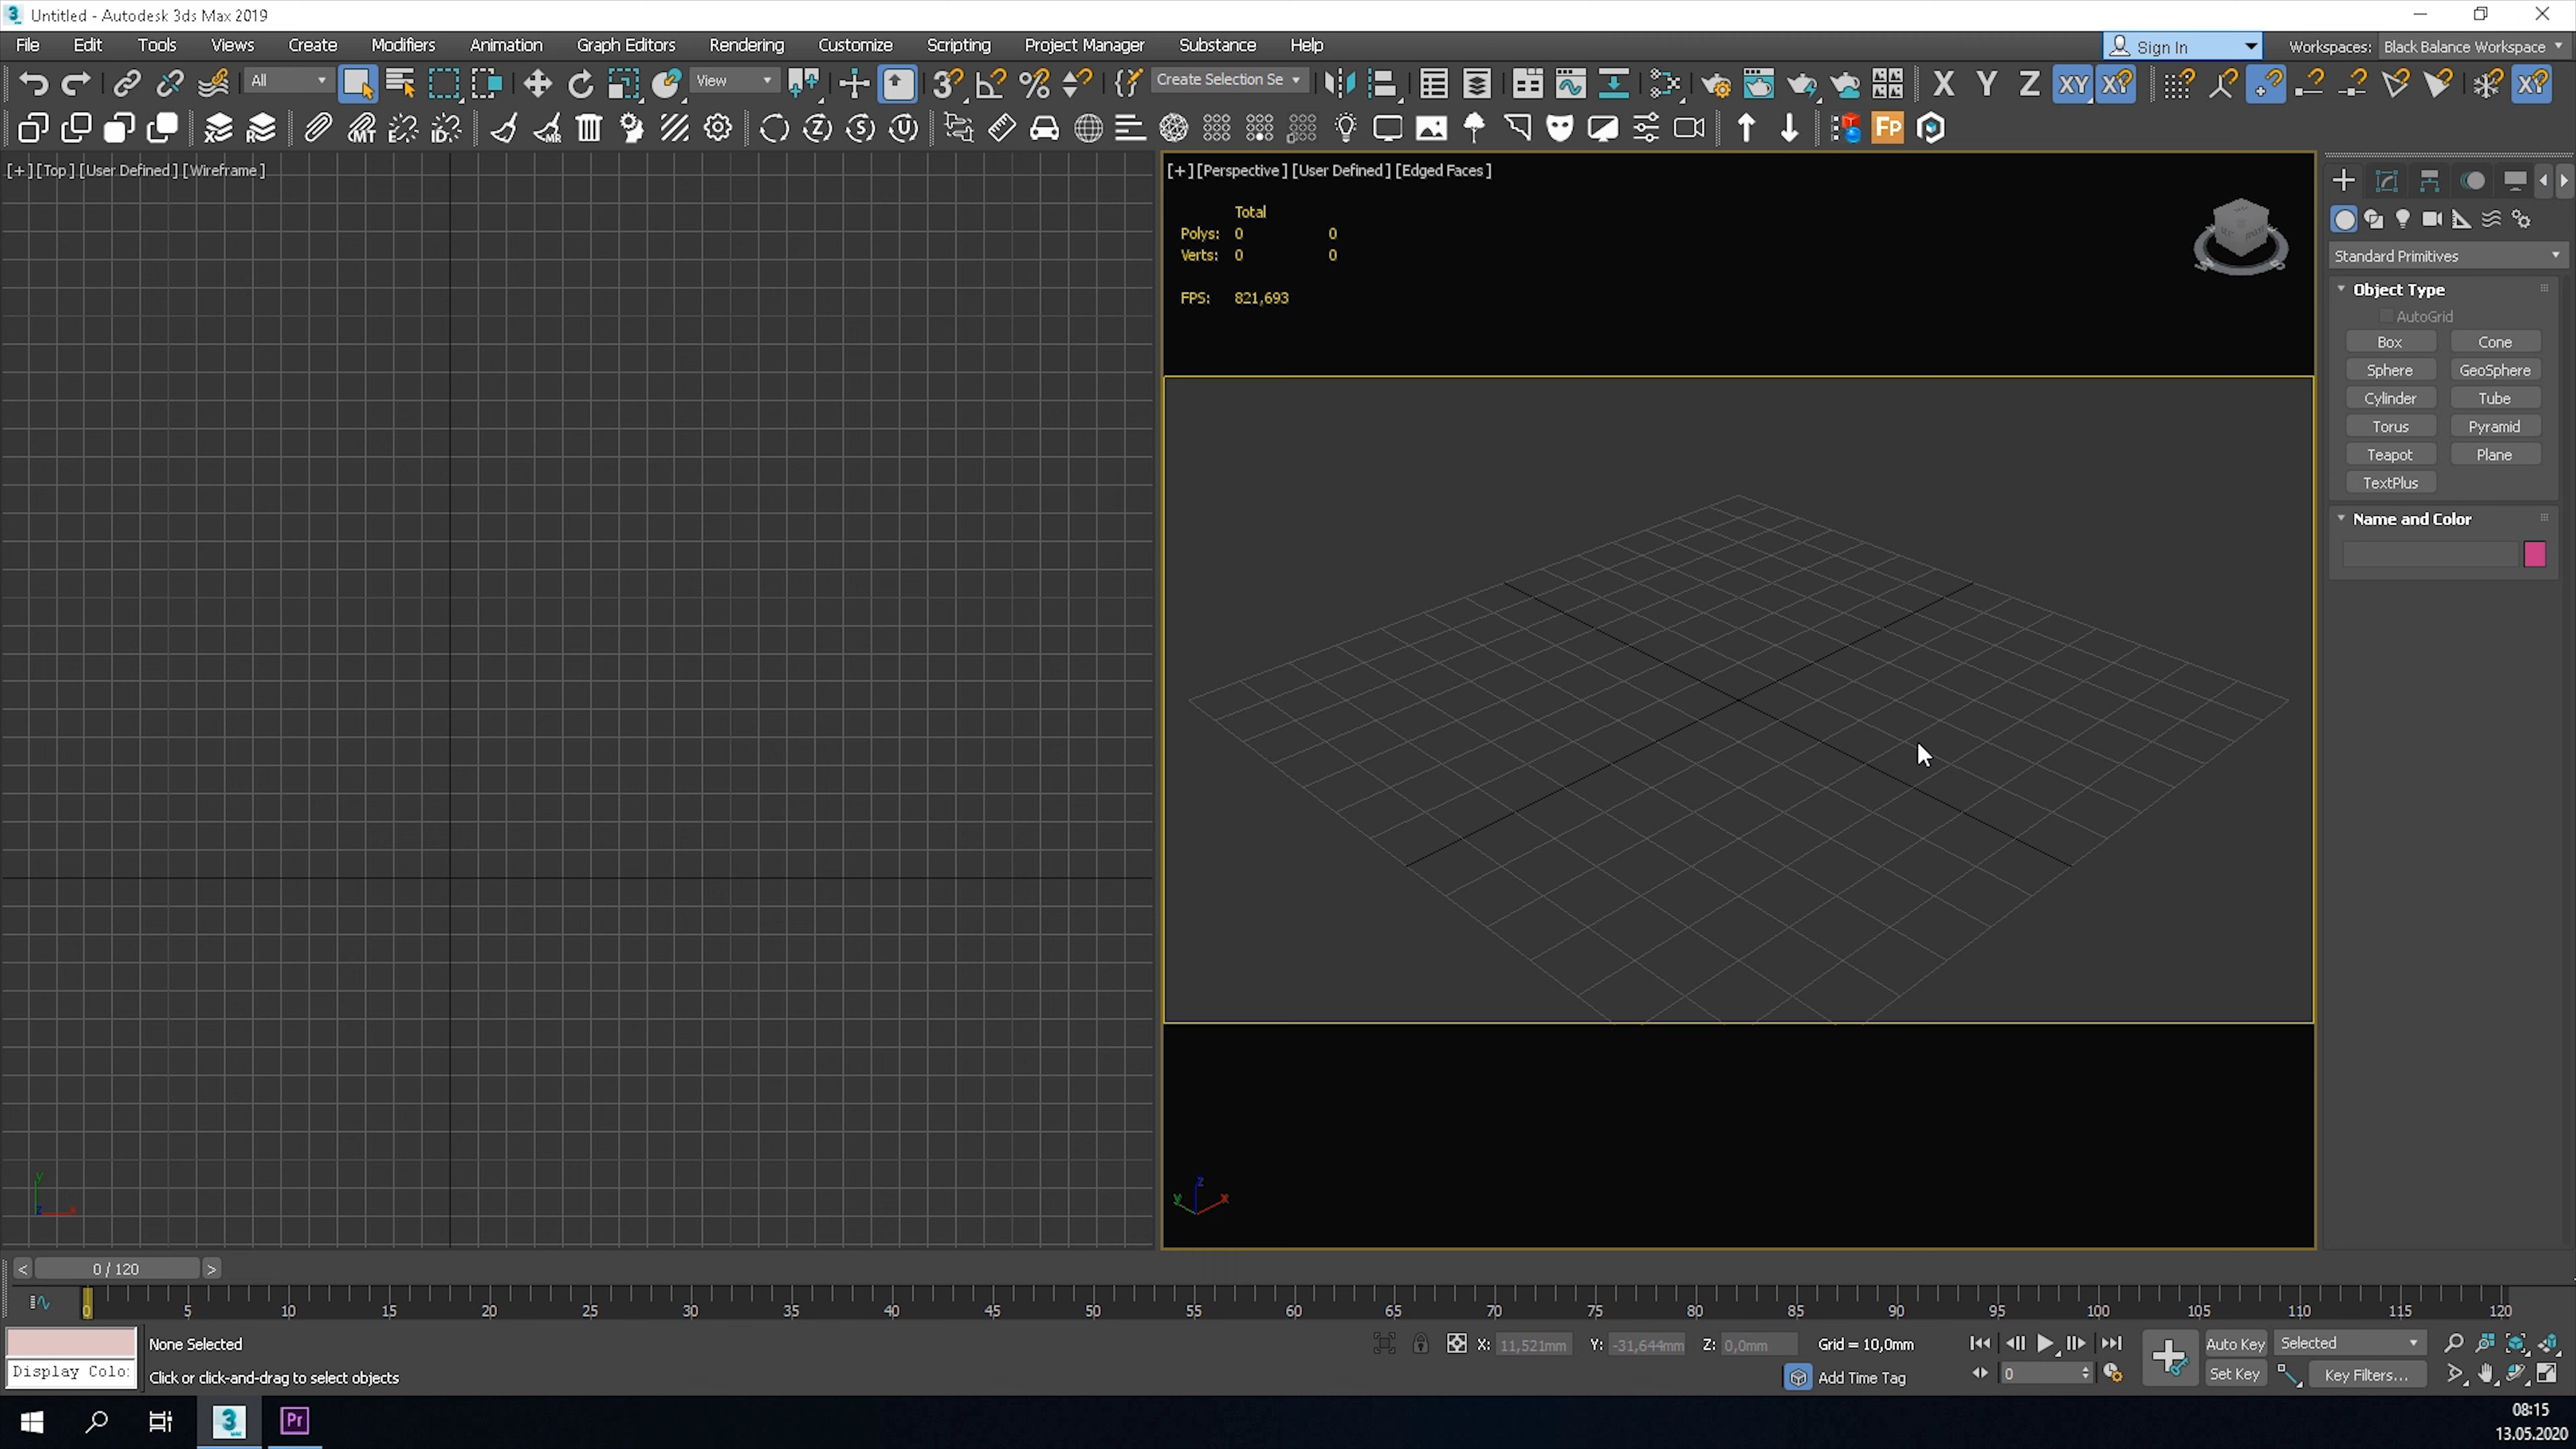 Untitled - Autodesk 3ds Max 2019
File Edit Tools Views Create Modifiers Animation Graph Editors Rendering Customize Scripting Project Manager Substance Help
Sign In Workspaces: Black Balance Workspace
All View Create Selection Se X Y Z XY
MT ID MR Z S U Fp
[+] [Top ] [User Defined ] [Wireframe ]
[+] [Perspective ] [User Defined ] [Edged Faces ]
Total
Polys: 0 0
Verts: 0 0
FPS: 821,693
Standard Primitives
Object Type
AutoGrid
Box Cone
Sphere GeoSphere
Cylinder Tube
Torus Pyramid
Teapot Plane
TextPlus
Name and Color
y z x
z y x
< 0 / 120 >
0 5 10 15 20 25 30 35 40 45 50 55 60 65 70 75 80 85 90 95 100 105 110 115 120
None Selected X: 11,521mm Y: -31,644mm Z: 0,0mm Grid = 10,0mm Auto Key Selected
Display Colo
Click or click-and-drag to select objects Add Time Tag 0 Set Key Key Filters...
3 Pr
08:15
13.05.2020